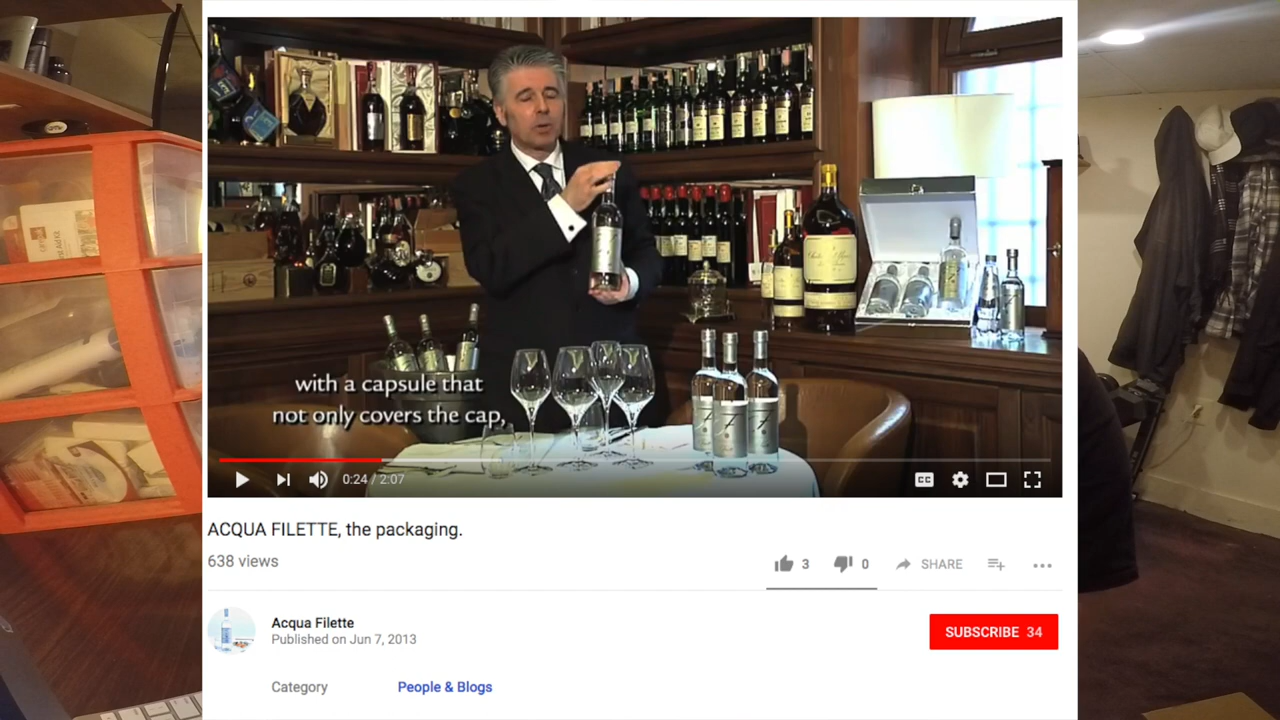 with a capsule that
not only covers the cap,
0:24 / 2:07
CC
ACQUA FILETTE, the packaging.
638 views
3
0
SHARE
Acqua Filette
Published on Jun 7, 2013
SUBSCRIBE 34
Category
People & Blogs